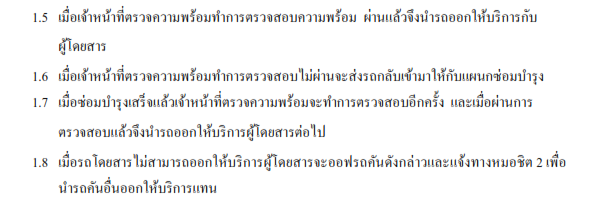 1.5 เมื่อเจ้าหน้าที่ตรวจความพร้อมทำการตรวจสอบความพร้อม ผ่านแล้วจึงนำรถออกให้บริการกับ
ผู้โดยสาร
1.6 เมื่อเจ้าหน้าที่ตรวจความพร้อมทำการตรวจสอบไม่ผ่านจะส่งรถกลับเข้ามาให้กับแผนกซ่อมบำรุง
1.7 เมื่อซ่อมบำรุงเสร็จแล้วเจ้าหน้าที่ตรวจความพร้อมจะทำการตรวจสอบอีกครั้ง และเมื่อผ่านการ
ตรวจสอบแล้วจึงนำรถออกให้บริการผู้โดยสารต่อไป
1.8 เมื่อรถโดยสารไม่สามารถออกให้บริการผู้โดยสารจะออฟรถคันดังกล่าวและแจ้งทางหมอชิต 2 เพื่อ
นำรถคันอื่นออกให้บริการแทน